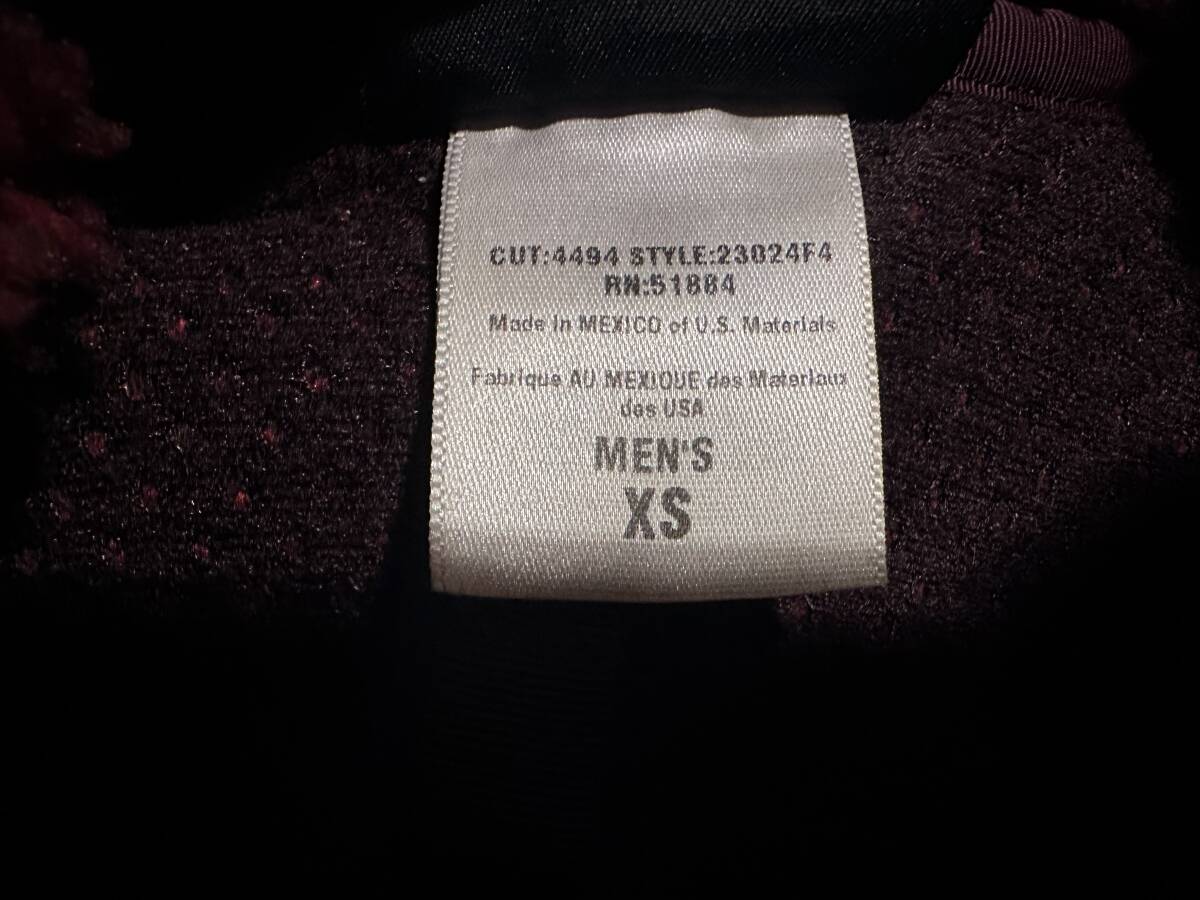 CUT:4494 STYLE:23024F4
RN:51884
Made in MEXICO of U.S. Materials
Fabrique AU MEXIQUE des Materiaux
des USA
MEN'S
XS